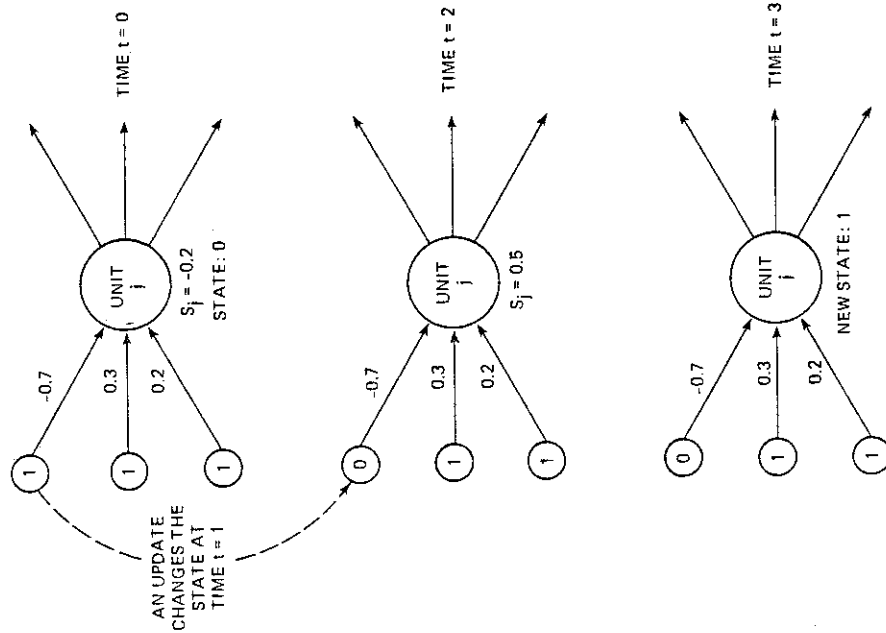 1
1
1
-0.7
0.3
0.2
UNIT
j
Sj = -0.2
STATE: 0
TIME t = 0
AN UPDATE
CHANGES THE
STATE AT
TIME t = 1
0
1
1
-0.7
0.3
0.2
UNIT
j
Sj = 0.5
TIME t = 2
0
1
1
-0.7
0.3
0.2
UNIT
j
NEW STATE: 1
TIME t = 3